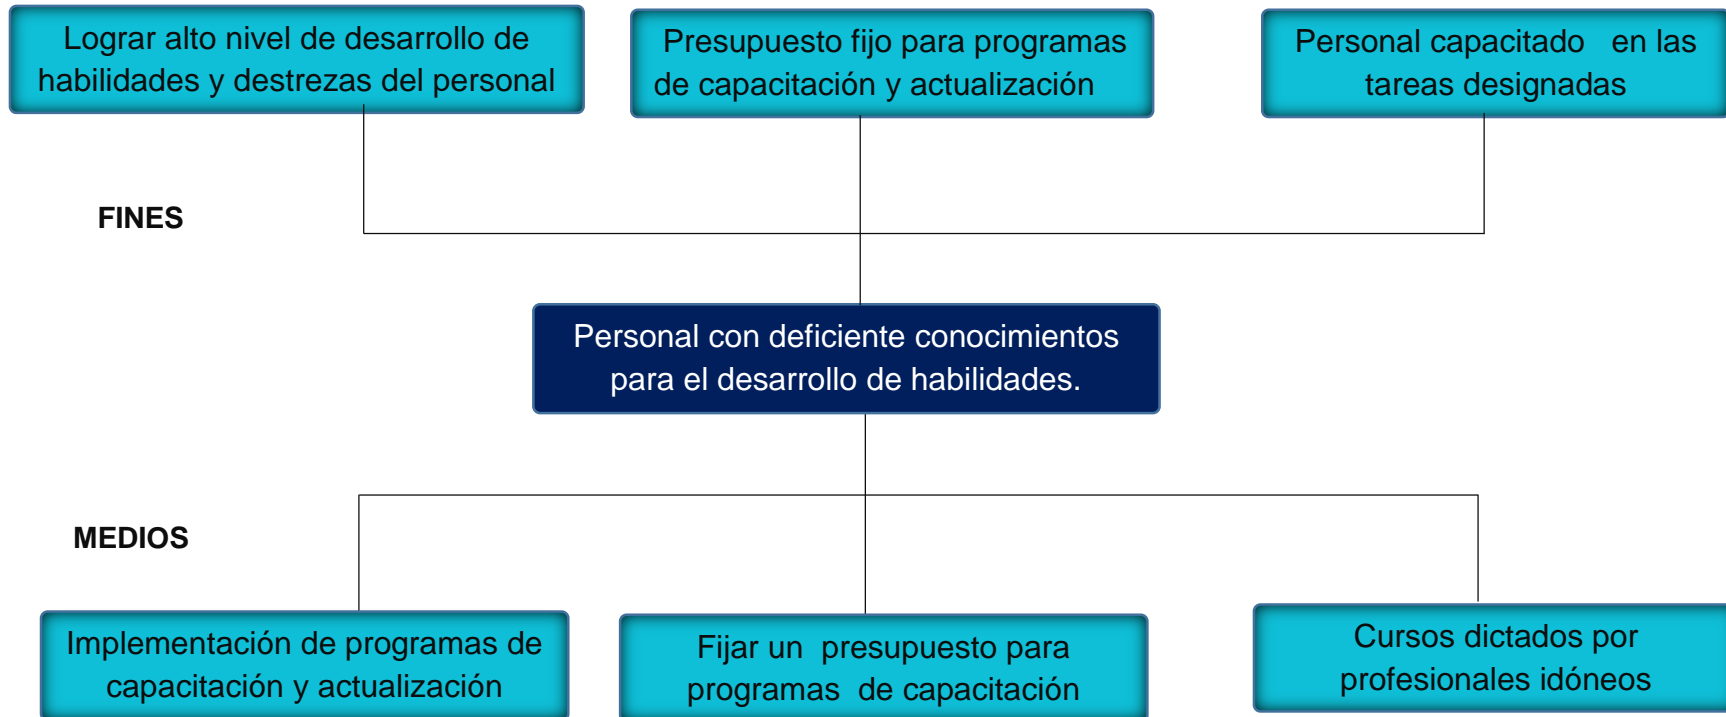 Lograr alto nivel de desarrollo de
habilidades y destrezas del personal
Presupuesto fijo para programas
de capacitación y actualización
Personal capacitado en las
tareas designadas
FINES
Personal con deficiente conocimientos
para el desarrollo de habilidades.
MEDIOS
Implementación de programas de
capacitación y actualización
Fijar un presupuesto para
programas de capacitación
Cursos dictados por
profesionales idóneos